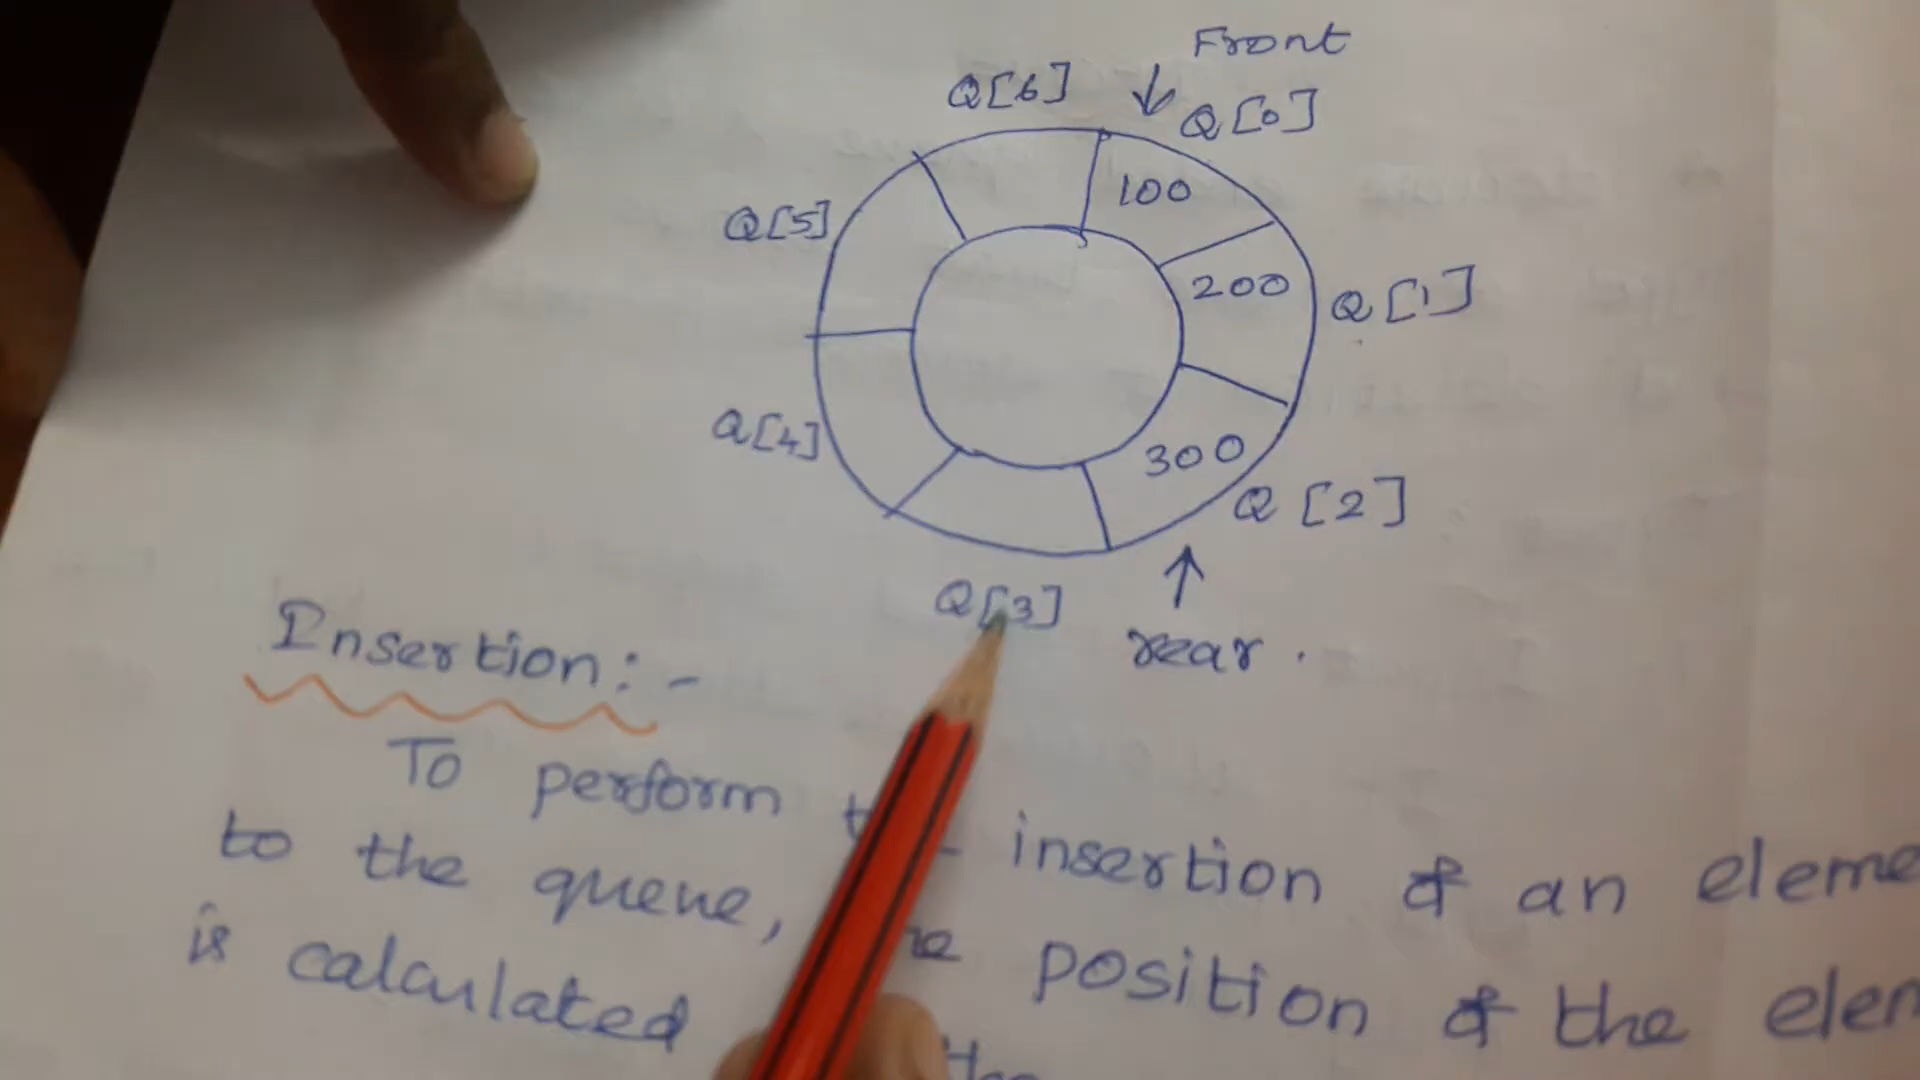 Front
Q[6]
Q[0]
100
Q[5]
200
Q[1]
Q[4]
300
Q[2]
Q[3]
rear.
Insertion:-
To perform insertion of an eleme
to the queue, position of the elem
is calculated